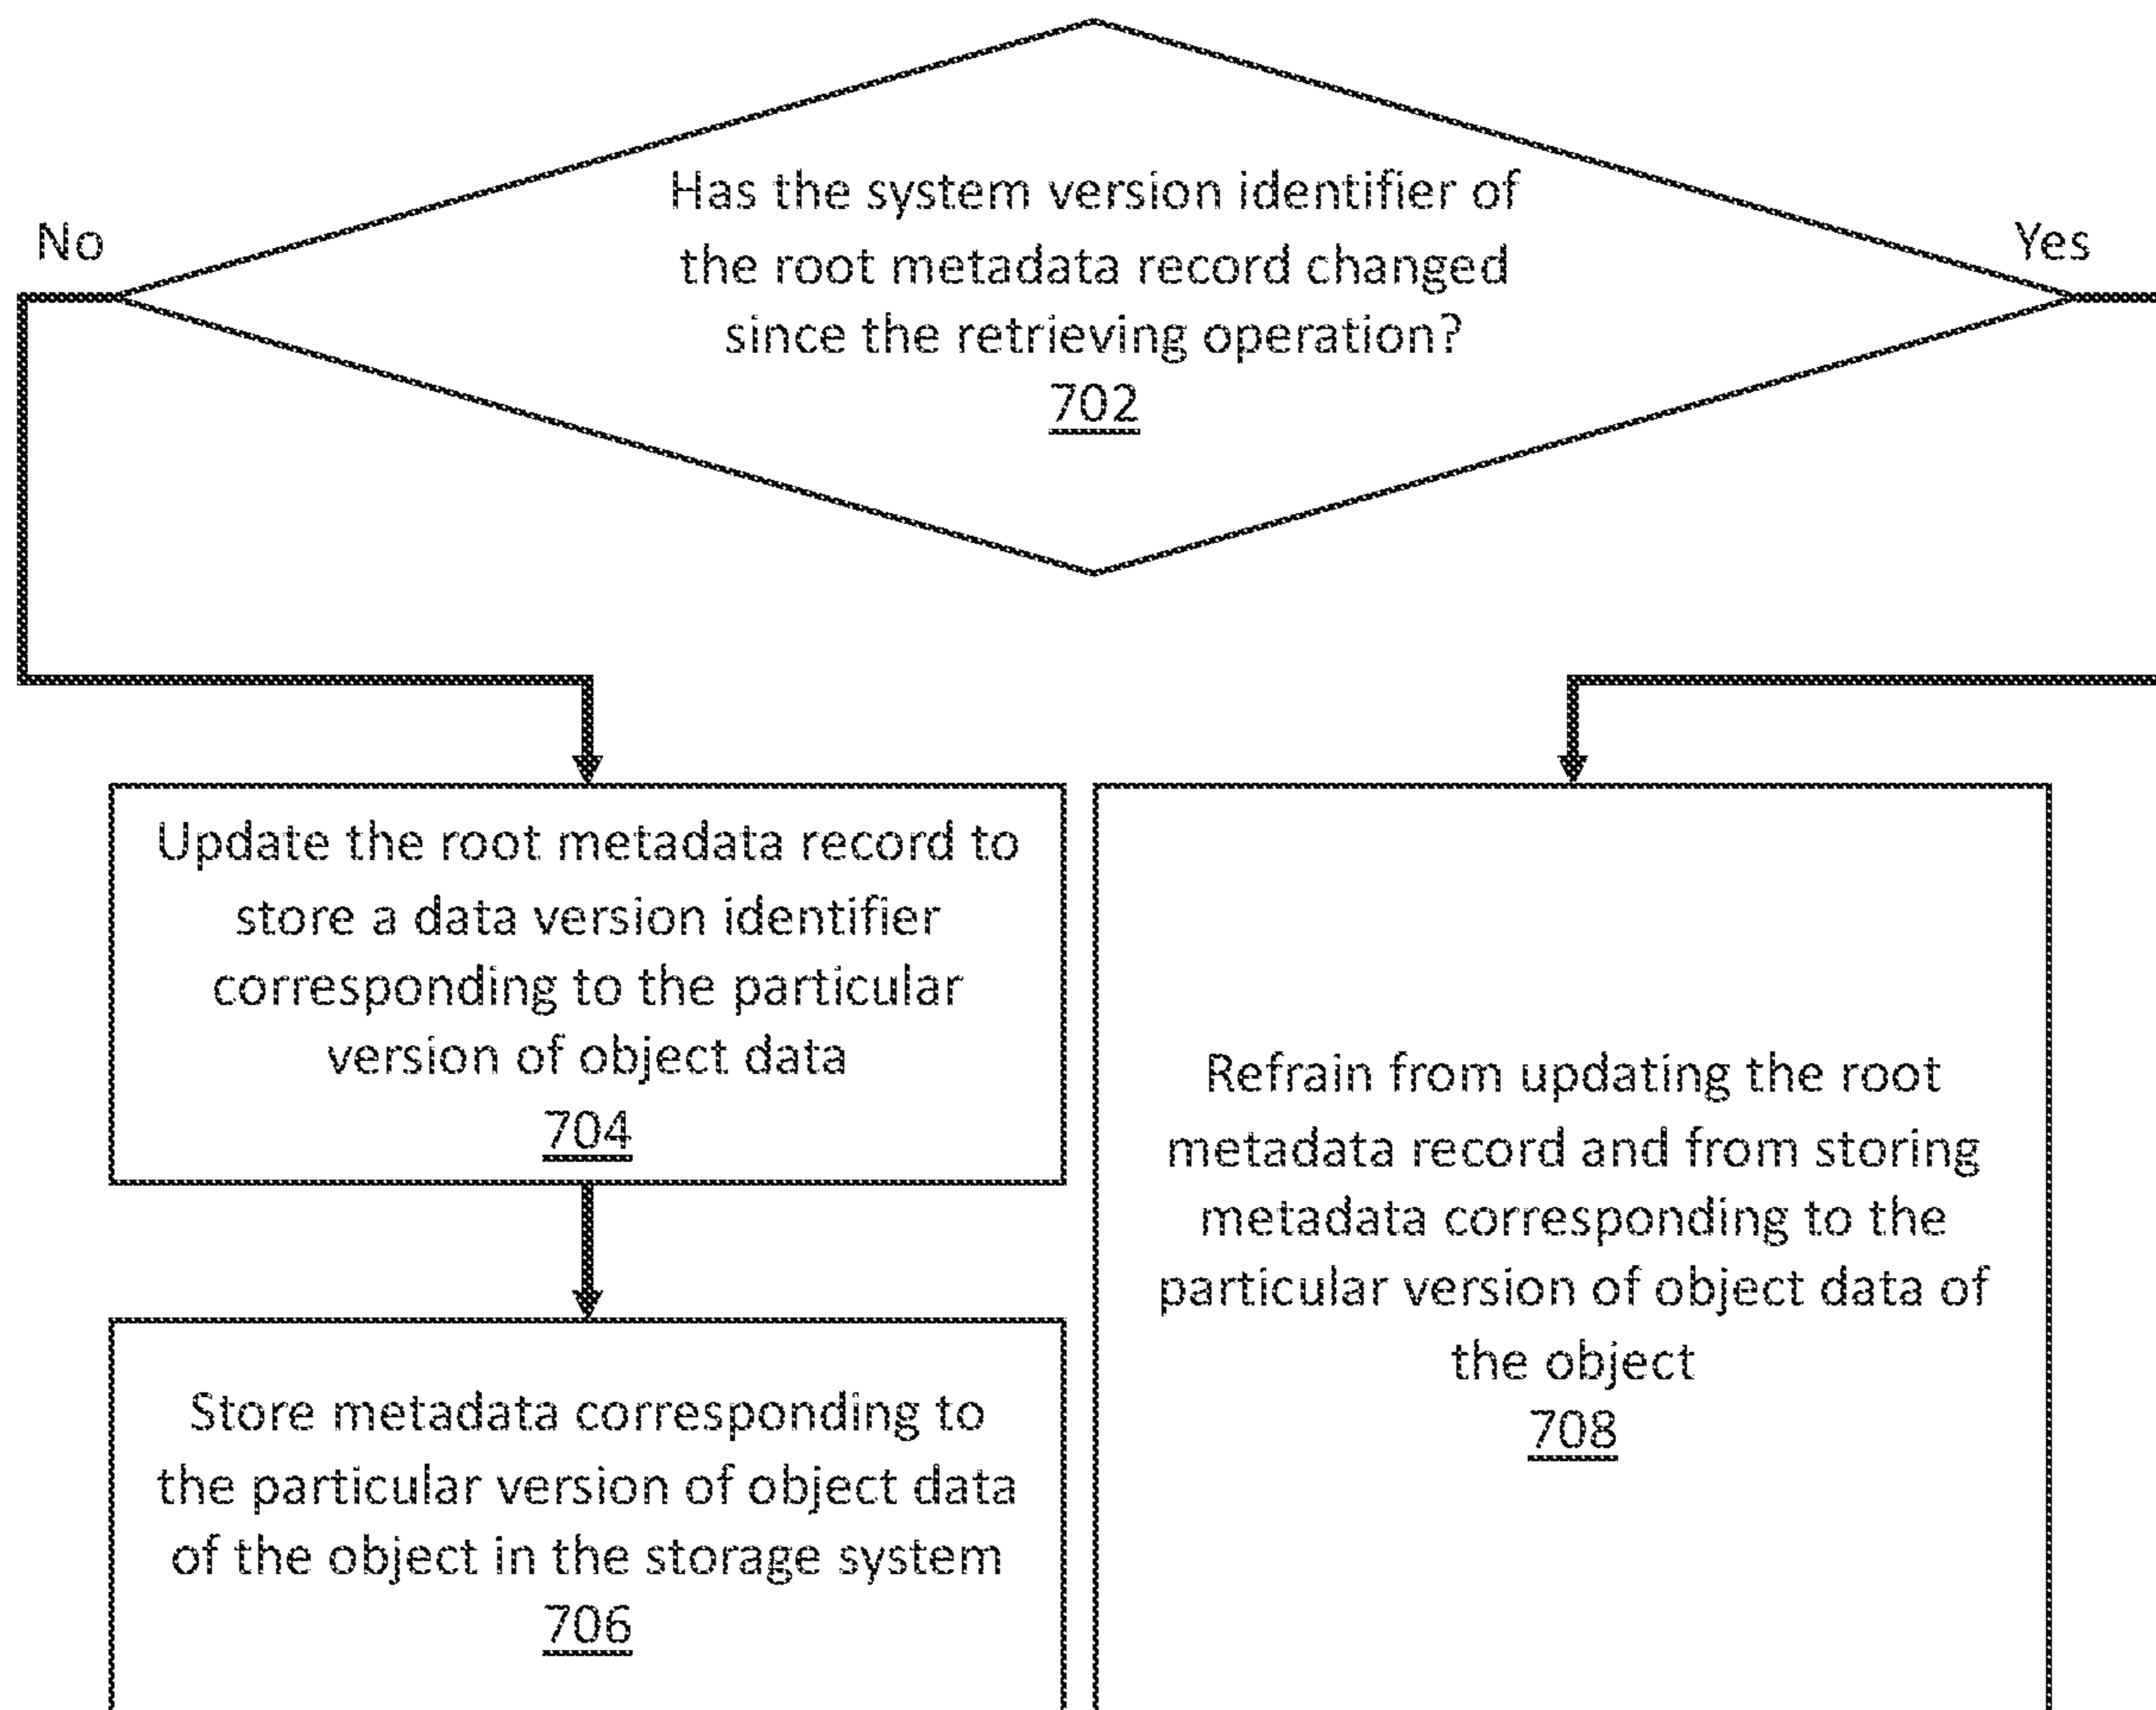 Has the system version identifier of
the root metadata record changed
since the retrieving operation?
702
No
Yes
Update the root metadata record to
store a data version identifier
corresponding to the particular
version of object data
704
Refrain from updating the root
metadata record and from storing
metadata corresponding to the
particular version of object data of
the object
708
Store metadata corresponding to
the particular version of object data
of the object in the storage system
706